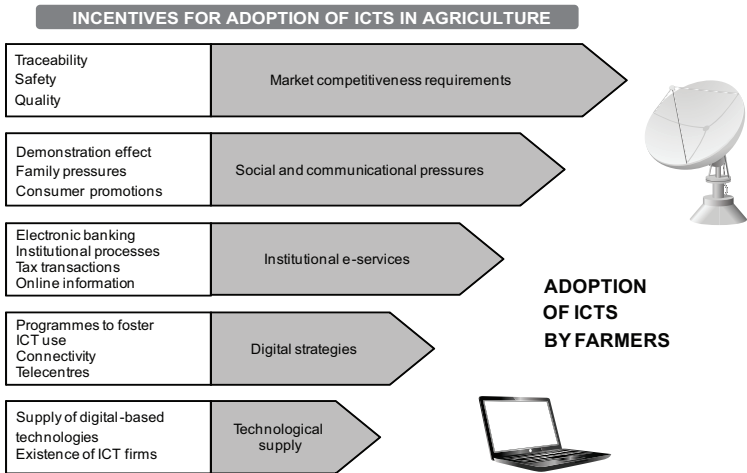 INCENTIVES FOR ADOPTION OF ICTS IN AGRICULTURE
Traceability
Safety
Quality
Market competitiveness requirements
Demonstration effect
Family pressures
Consumer promotions
Social and communicational pressures
Electronic banking
Institutional processes
Tax transactions
Online information
Institutional e-services
ADOPTION
OF ICTS
BY FARMERS
Programmes to foster
ICT use
Connectivity
Telecentres
Digital strategies
Supply of digital-based
technologies
Existence of ICT firms
Technological
supply